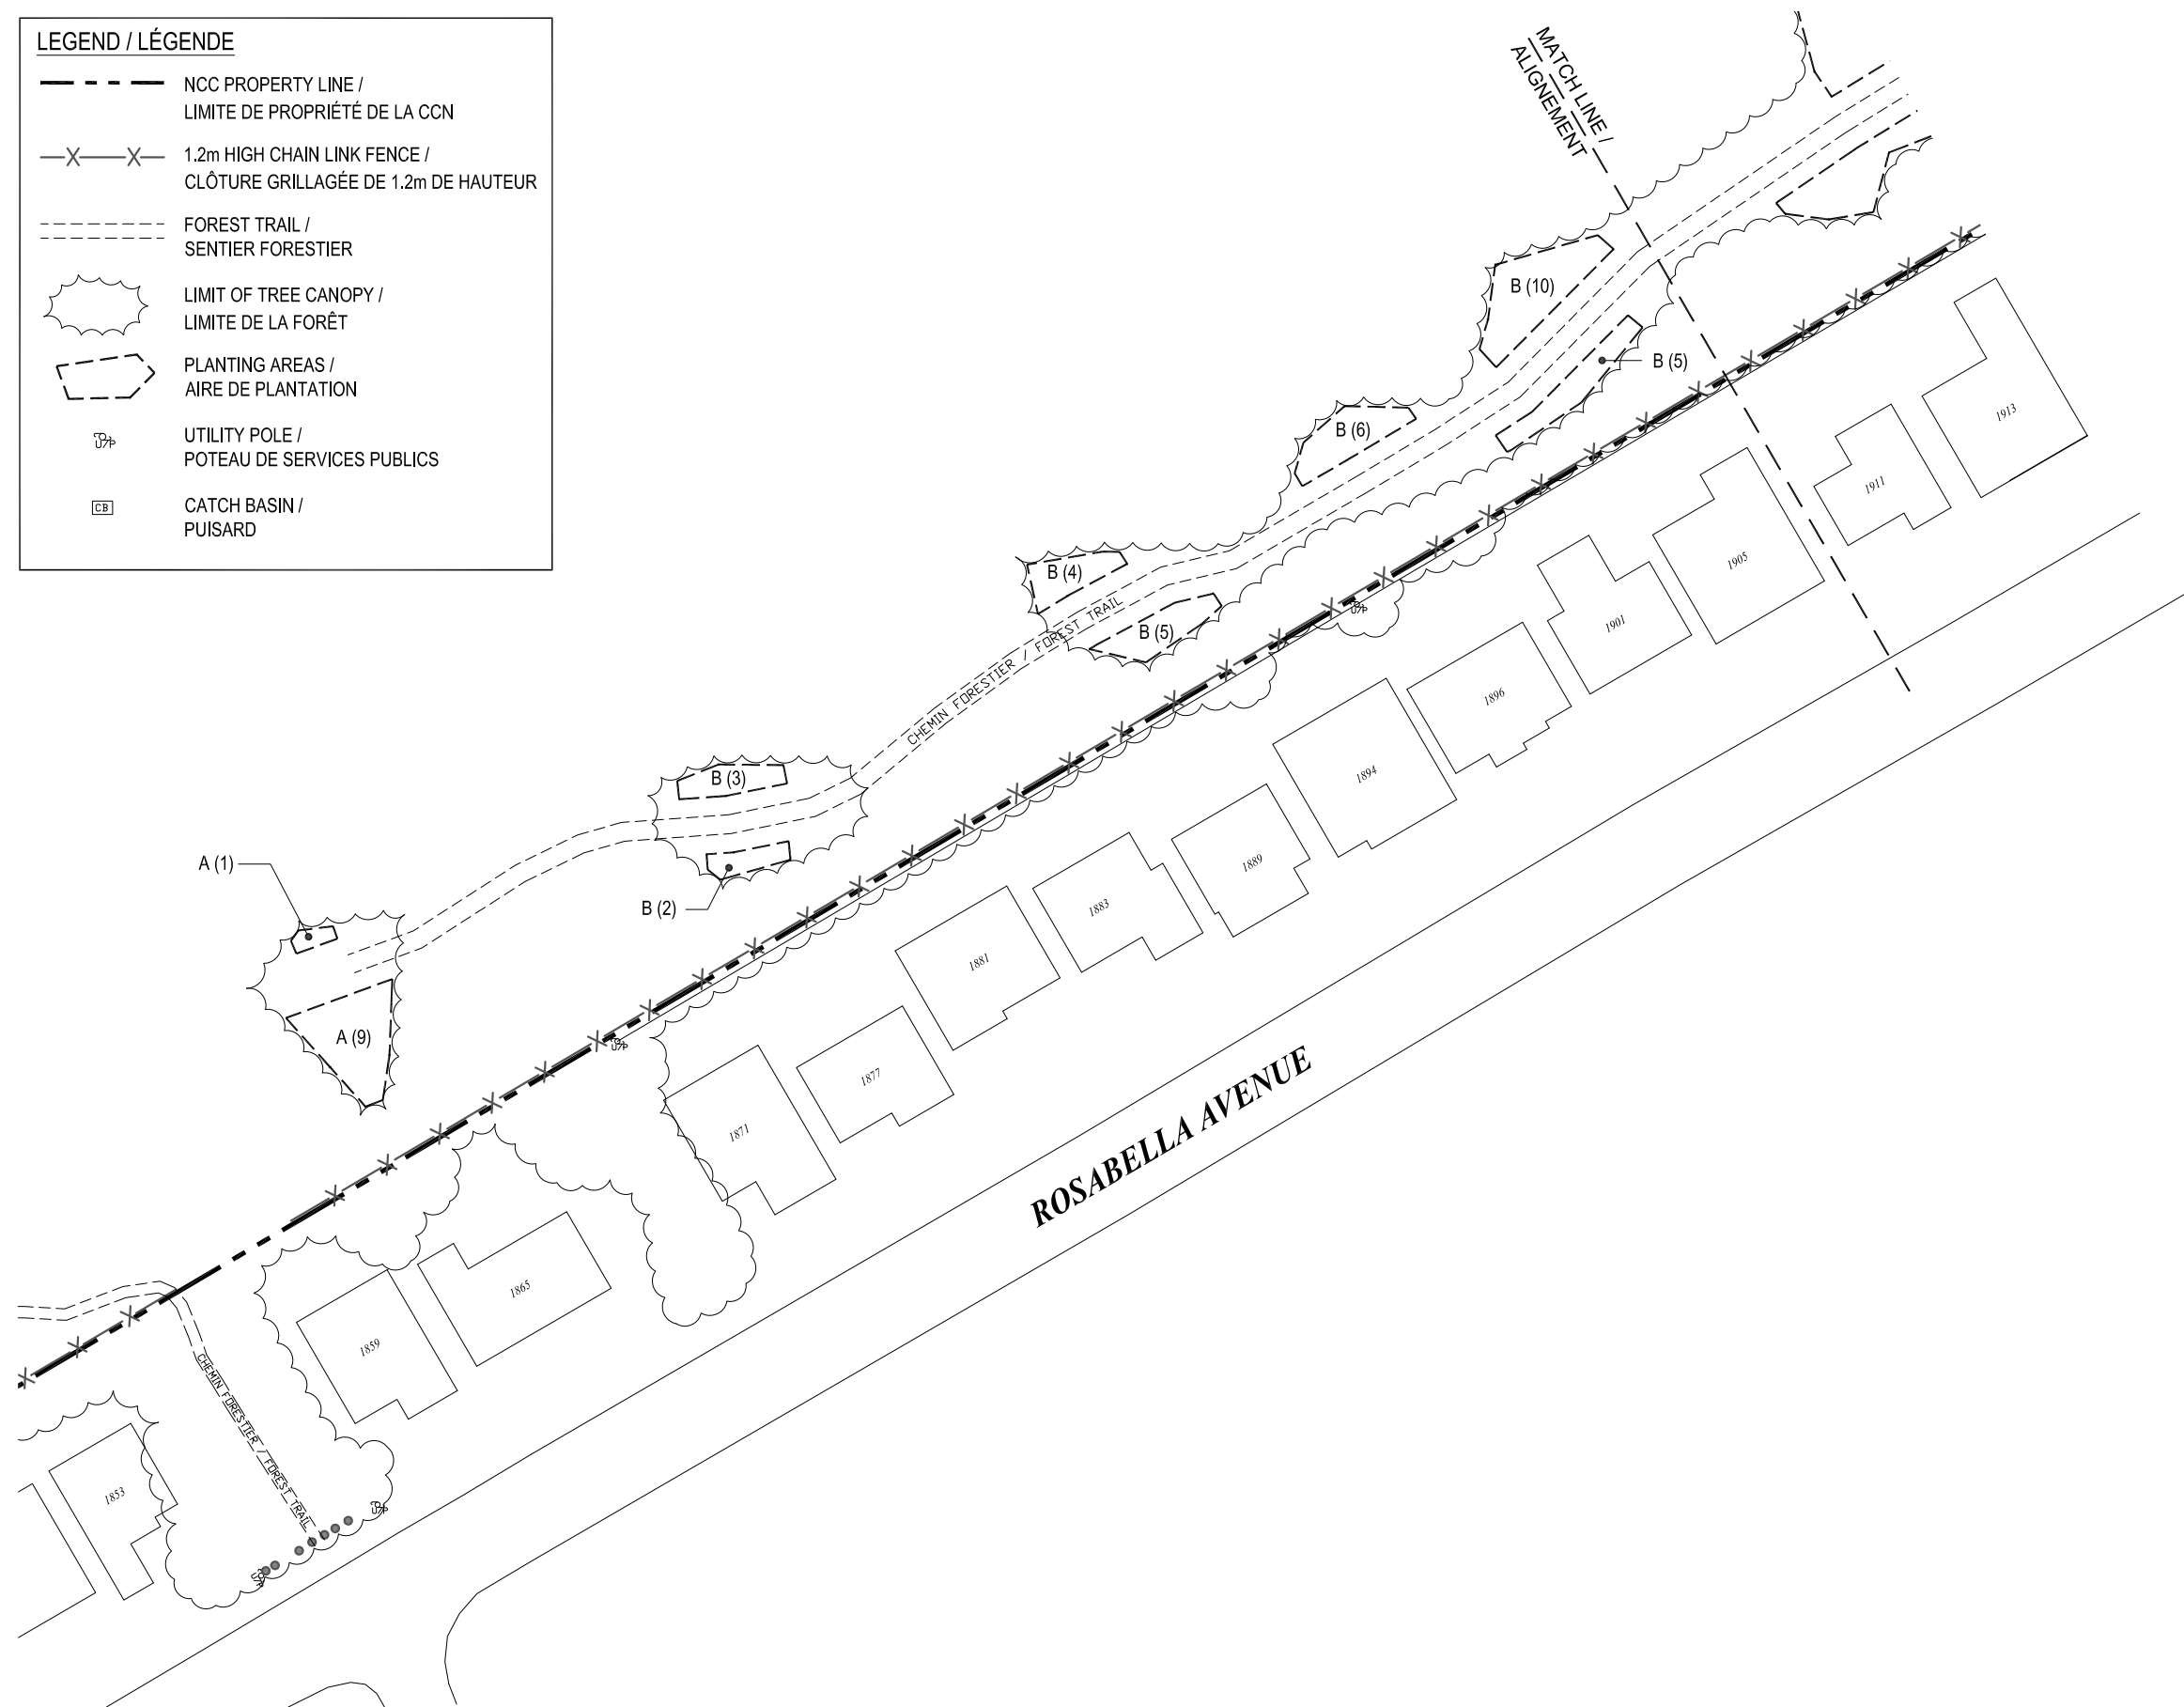 LEGEND / LÉGENDE
NCC PROPERTY LINE /
LIMITE DE PROPRIÉTÉ DE LA CCN
1.2m HIGH CHAIN LINK FENCE /
CLÔTURE GRILLAGÉE DE 1.2m DE HAUTEUR
FOREST TRAIL /
SENTIER FORESTIER
LIMIT OF TREE CANOPY /
LIMITE DE LA FORÊT
PLANTING AREAS /
AIRE DE PLANTATION
U/P
UTILITY POLE /
POTEAU DE SERVICES PUBLICS
CB
CATCH BASIN /
PUISARD
MATCH LINE /
ALIGNEMENT
B (10)
B (5)
B (6)
B (4)
B (5)
CHEMIN FORESTIER / FOREST TRAIL
B (3)
B (2)
A (1)
A (9)
U/P
U/P
1913
1911
1905
1901
1896
1894
1889
1883
1881
1877
1871
1865
1859
1853
ROSABELLA AVENUE
CHEMIN FORESTIER / FOREST TRAIL
U/P
U/P